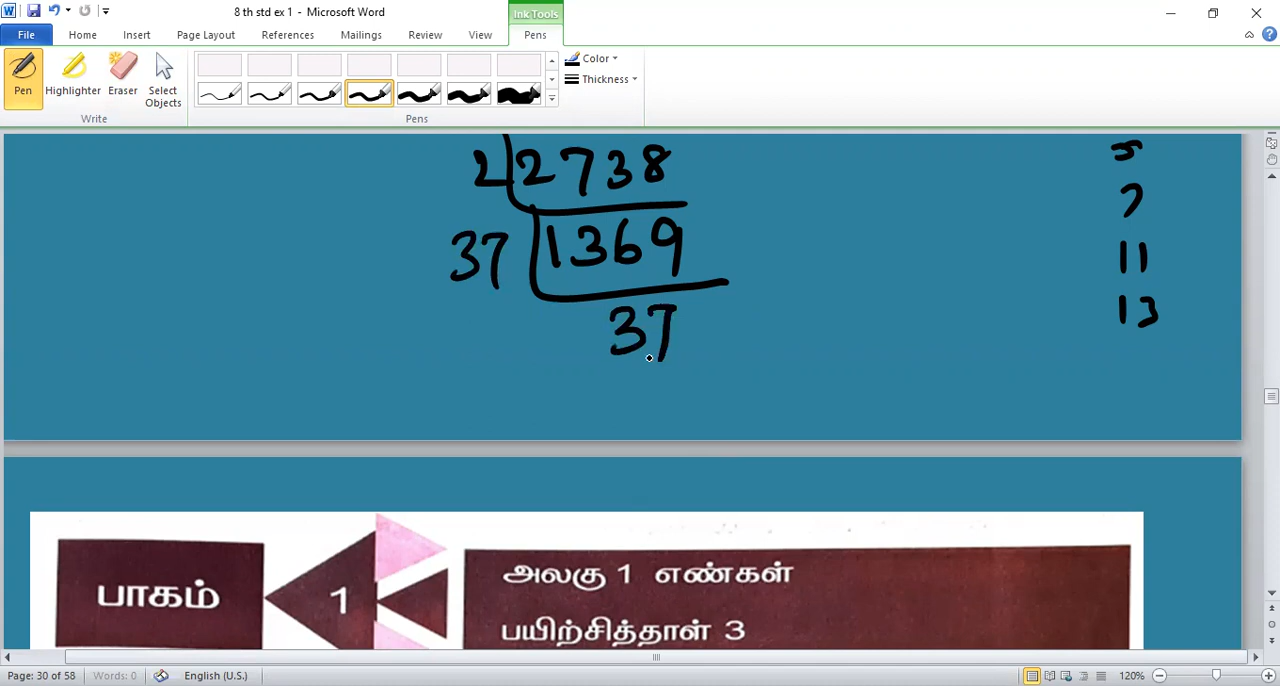 8 th std ex 1 - Microsoft Word
Ink Tools
File Home Insert Page Layout References Mailings Review View Pens
Pen Highlighter Eraser Select Objects
Color
Thickness
Write Pens
2 2738
37 1369
37
5
7
11
13
பாகம் 1
அலகு 1 எண்கள்
பயிற்சித்தாள் 3
Page: 30 of 58 Words: 0 English (U.S.) 120%